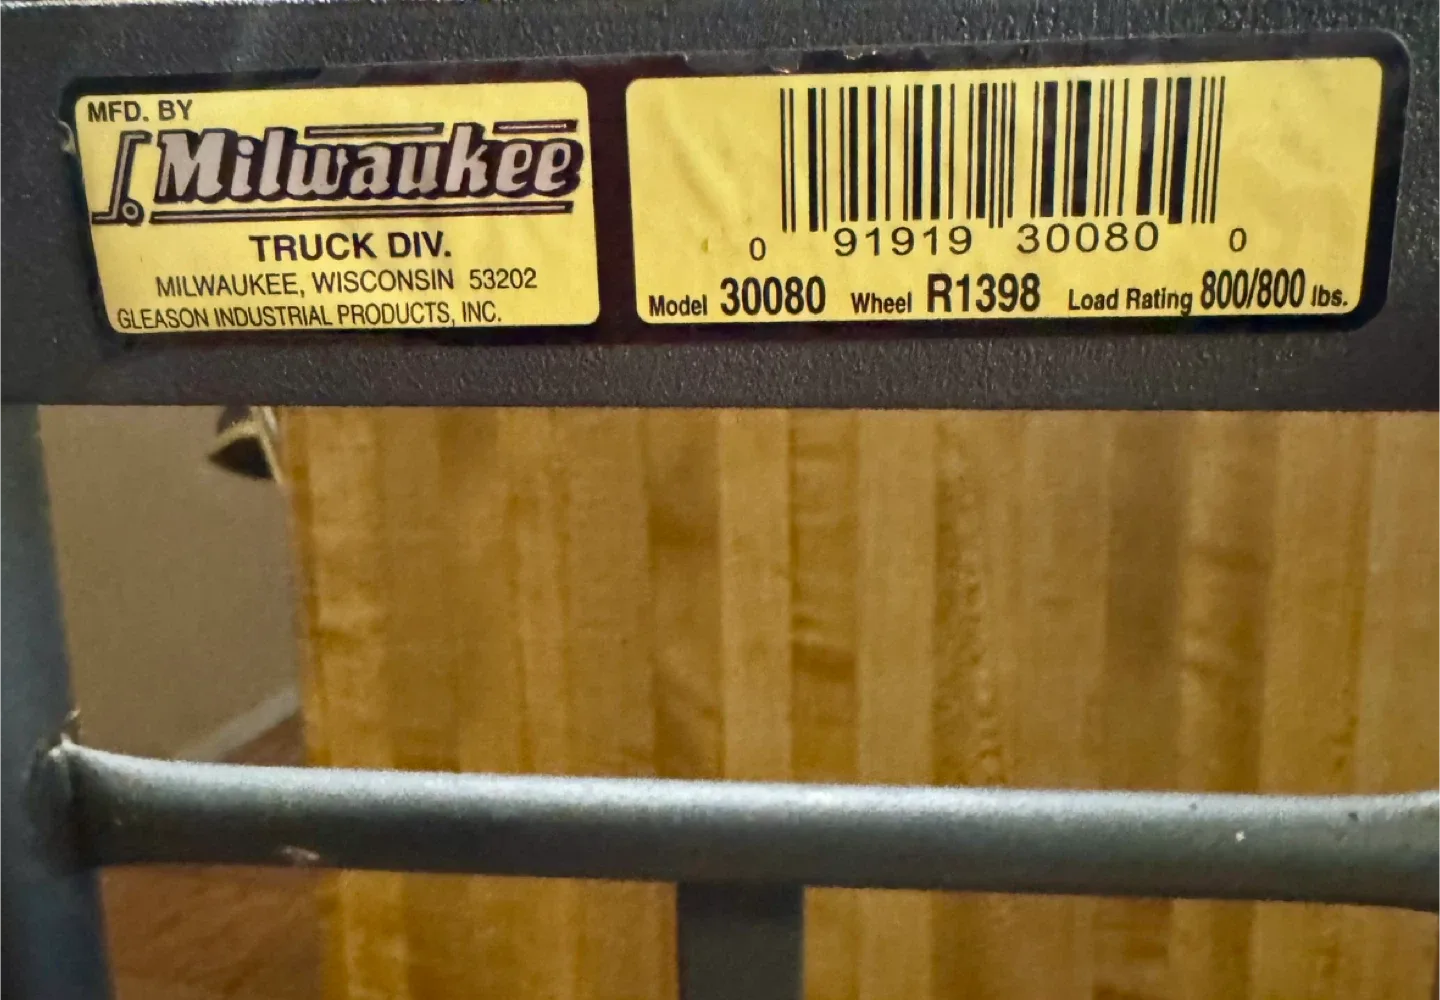 MFD. BY
Milwaukee
TRUCK DIV.
MILWAUKEE, WISCONSIN 53202
GLEASON INDUSTRIAL PRODUCTS, INC.
0 91919 30080 0
Model 30080 Wheel R1398 Load Rating 800/800 lbs.